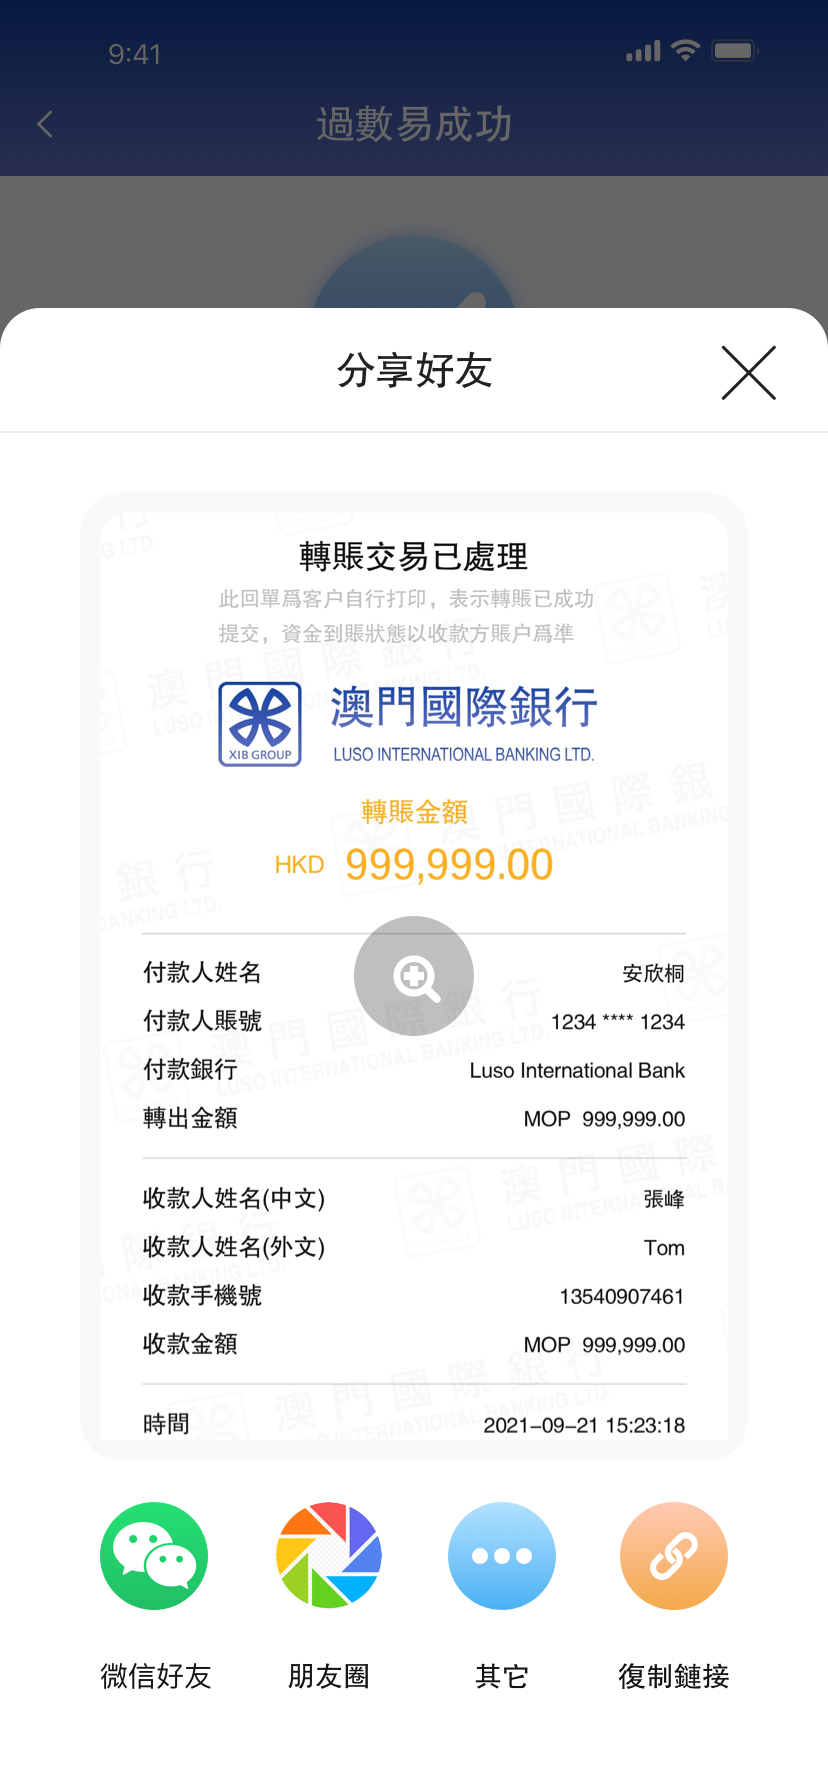 9:41
過數易成功
分享好友
轉賬交易已處理
此回單爲客户自行打印，表示轉賬已成功
提交，資金到賬狀態以收款方賬户爲準
XIB GROUP
澳門國際銀行
LUSO INTERNATIONAL BANKING LTD.
轉賬金額
HKD 999,999.00
付款人姓名 安欣桐
付款人賬號 1234 **** 1234
付款銀行 Luso International Bank
轉出金額 MOP 999,999.00
收款人姓名(中文) 張峰
收款人姓名(外文) Tom
收款手機號 13540907461
收款金額 MOP 999,999.00
時間 2021-09-21 15:23:18
微信好友 朋友圈 其它 復制鏈接